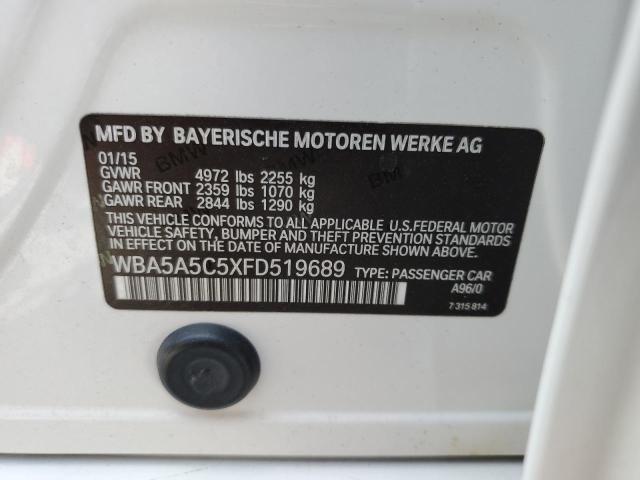 MFD BY BAYERISCHE MOTOREN WERKE AG
01/15
GVWR 4972 lbs 2255 kg
GAWR FRONT 2359 lbs 1070 kg
GAWR REAR 2844 lbs 1290 kg
THIS VEHICLE CONFORMS TO ALL APPLICABLE U.S.FEDERAL MOTOR
VEHICLE SAFETY, BUMPER, AND THEFT PREVENTION STANDARDS
IN EFFECT ON THE DATE OF MANUFACTURE SHOWN ABOVE.
WBA5A5C5XFD519689 TYPE: PASSENGER CAR
A96/0
7 315 814